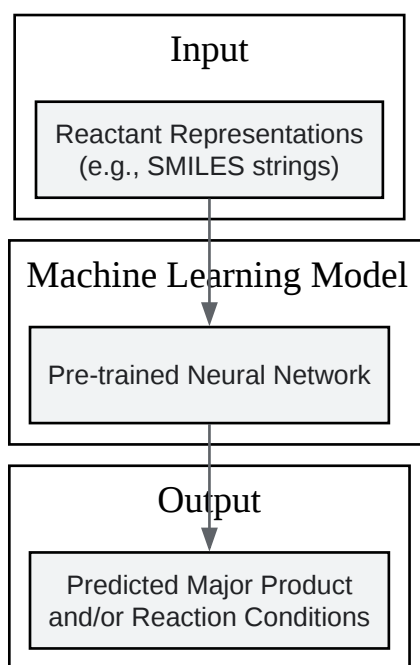 Input
Reactant Representations
(e.g., SMILES strings)
Machine Learning Model
Pre-trained Neural Network
Output
Predicted Major Product
and/or Reaction Conditions